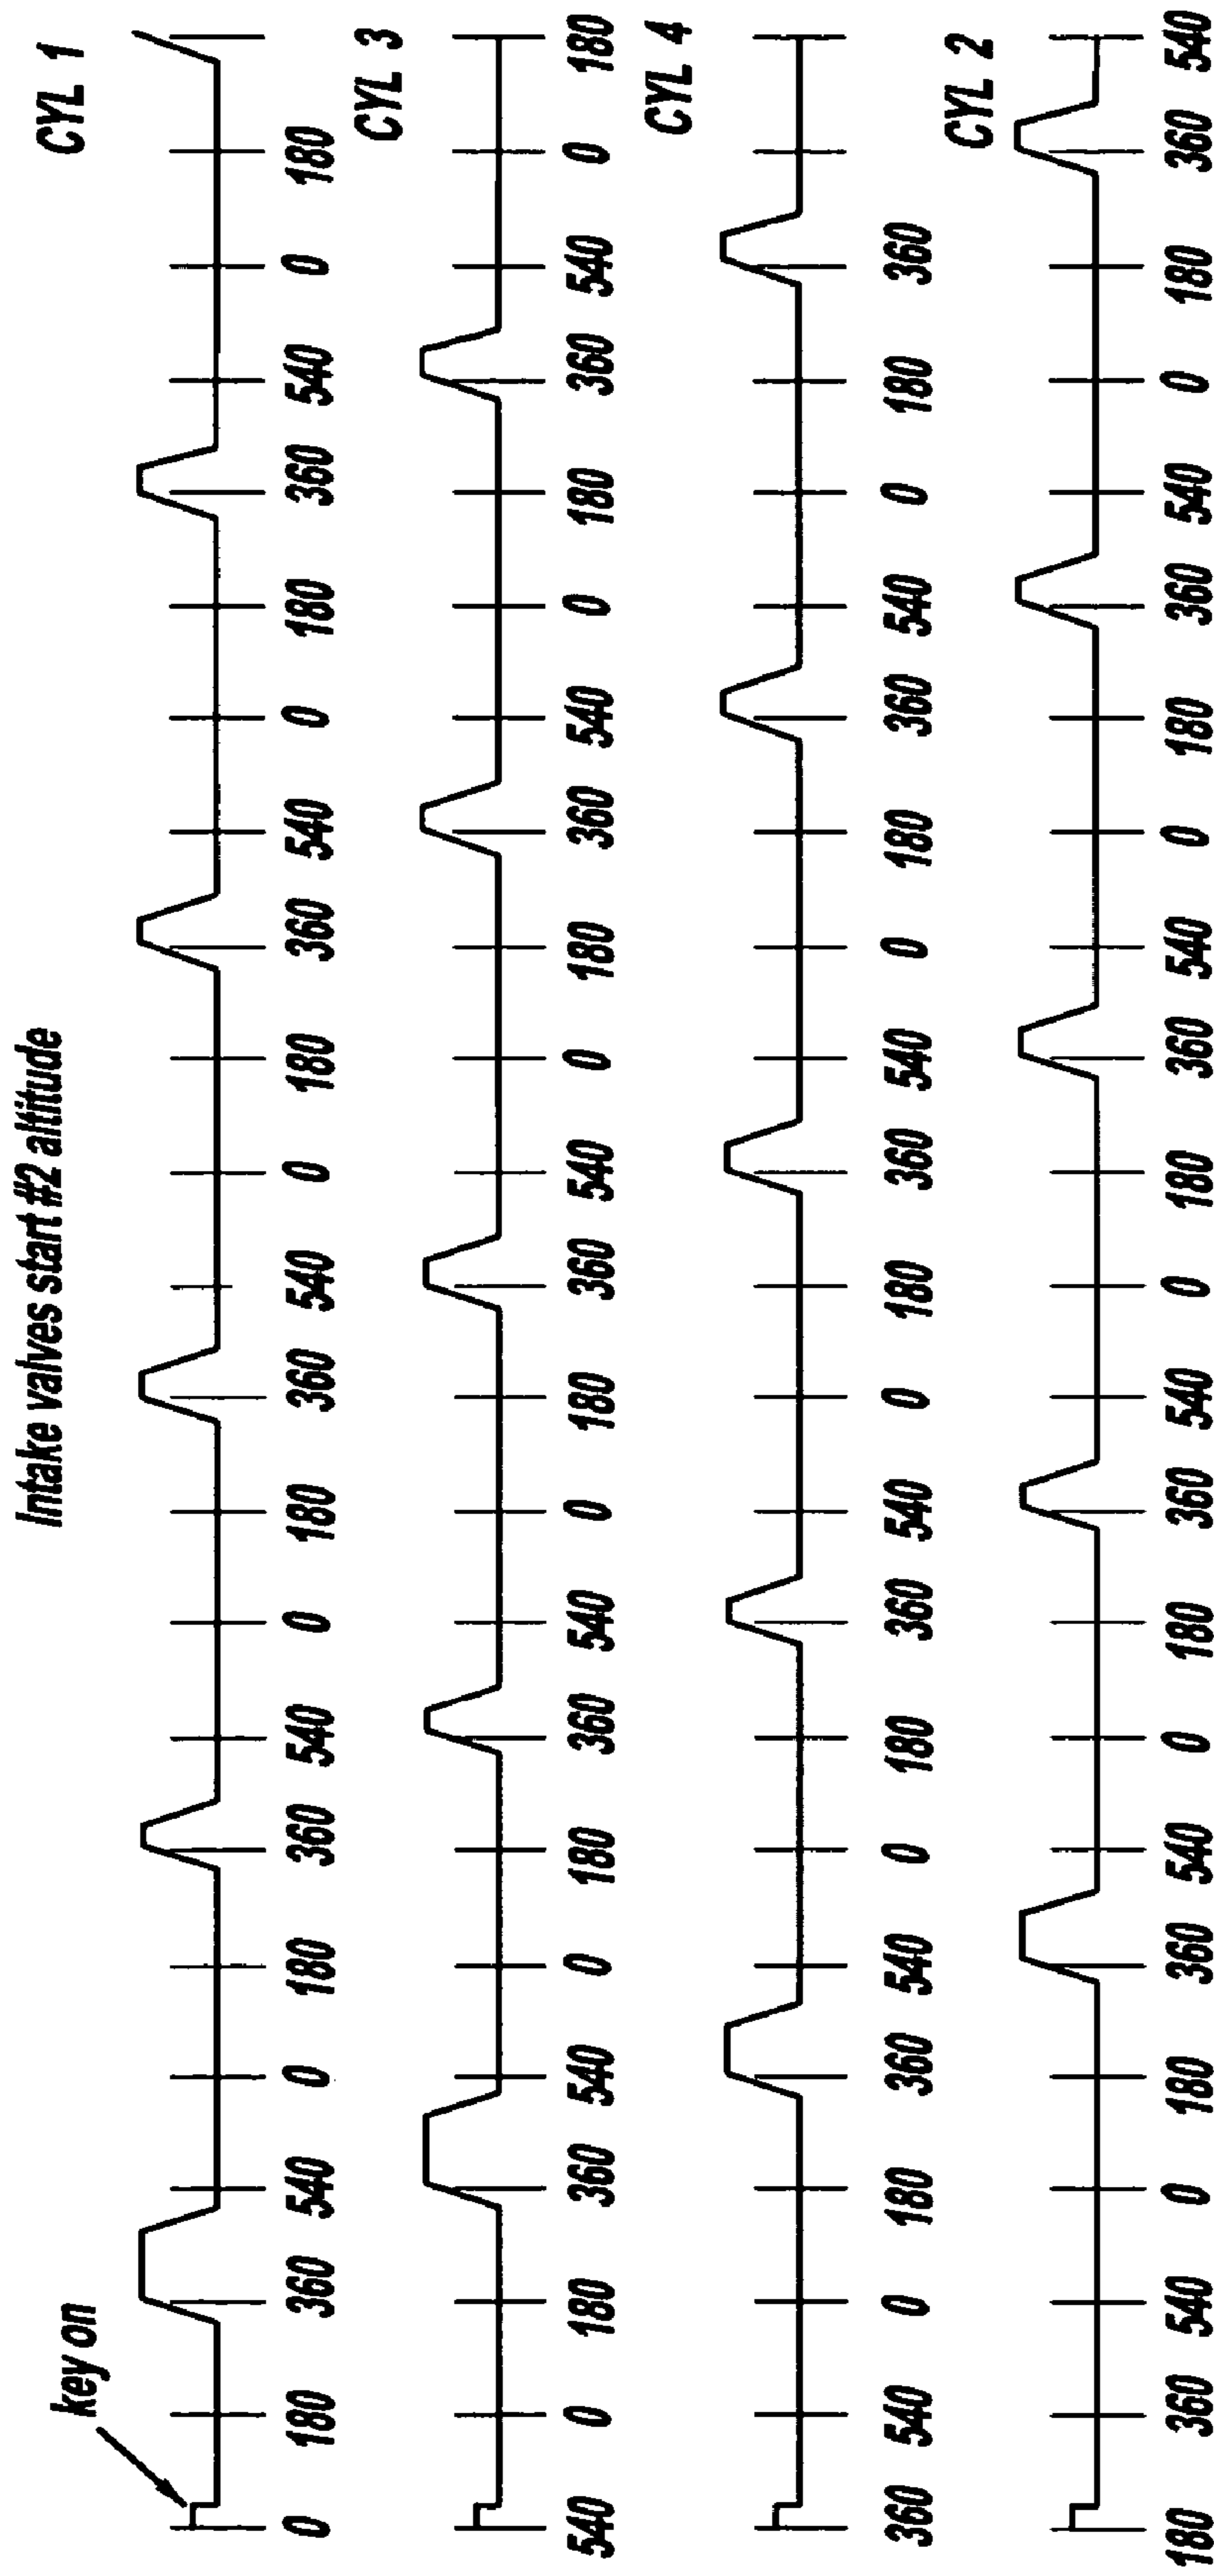 Intake valves start #2 altitude
key on
CYL 1
0 180 360 540 0 180 360 540 0 180 360 540 0 180 360 540 0 180 360 540 0 180
CYL 3
540 0 180 360 540 0 180 360 540 0 180 360 540 0 180 360 540 0 180 360 540 0 180
CYL 4
360 540 0 180 360 540 0 180 360 540 0 180 360 540 0 180 360 540 0 180 360
CYL 2
180 360 540 0 180 360 540 0 180 360 540 0 180 360 540 0 180 360 540 0 180 360 540